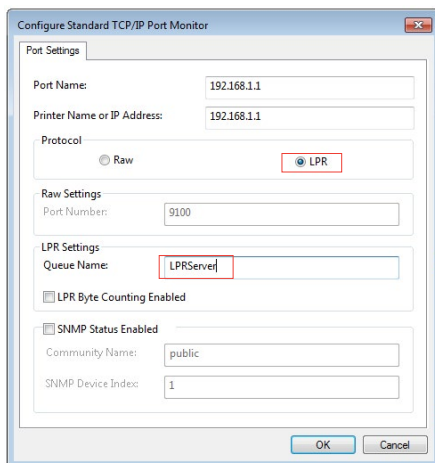 Configure Standard TCP/IP Port Monitor
Port Settings
Port Name: 192.168.1.1
Printer Name or IP Address: 192.168.1.1
Protocol
Raw LPR
Raw Settings
Port Number: 9100
LPR Settings
Queue Name: LPRServer
LPR Byte Counting Enabled
SNMP Status Enabled
Community Name: public
SNMP Device Index: 1
OK Cancel